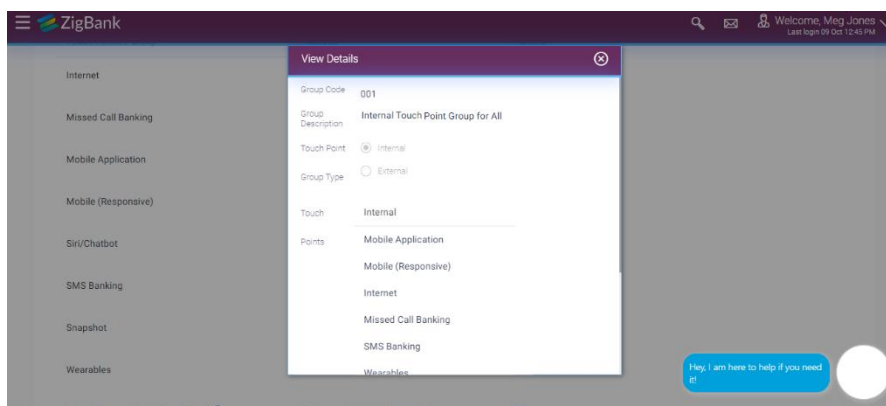 ZigBank
Welcome, Meg Jones
Last login 09 Oct 12:45 PM
Internet
Missed Call Banking
Mobile Application
Mobile (Responsive)
Siri/Chatbot
SMS Banking
Snapshot
Wearables
View Details
Group Code
001
Group
Description
Internal Touch Point Group for All
Touch Point
Group Type
Internal
External
Touch
Points
Internal
Mobile Application
Mobile (Responsive)
Internet
Missed Call Banking
SMS Banking
Wearables
Hey, I am here to help if you need
it!